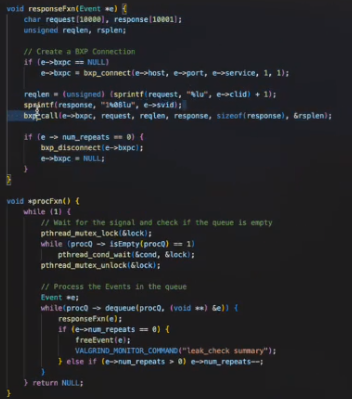 void responseFxn(Event *e) {
char request[10000], response[10001];
unsigned reqlen, rsplen;
// Create a BXP Connection
if (e->bxpc == NULL)
e->bxpc = bxp_connect(e->host, e->port, e->service, 1, 1);
reqlen = (unsigned) (sprintf(request, "%lu", e->clid) + 1);
sprintf(response, "1%08lu", e->svid);
bxp_call(e->bxpc, request, reqlen, response, sizeof(response), &rsplen);
if (e -> num_repeats == 0) {
bxp_disconnect(e->bxpc);
e->bxpc = NULL;
}
}
void *procFxn() {
while (1) {
// Wait for the signal and check if the queue is empty
pthread_mutex_lock(&lock);
while (procQ -> isEmpty(procQ) == 1)
pthread_cond_wait(&cond, &lock);
pthread_mutex_unlock(&lock);
// Process the Events in the queue
Event *e;
while(procQ -> dequeue(procQ, (void **) &e)) {
responseFxn(e);
if (e->num_repeats == 0) {
freeEvent(e);
VALGRIND_MONITOR_COMMAND("leak_check summary");
} else if (e->num_repeats > 0) e->num_repeats--;
}
} return NULL;
}